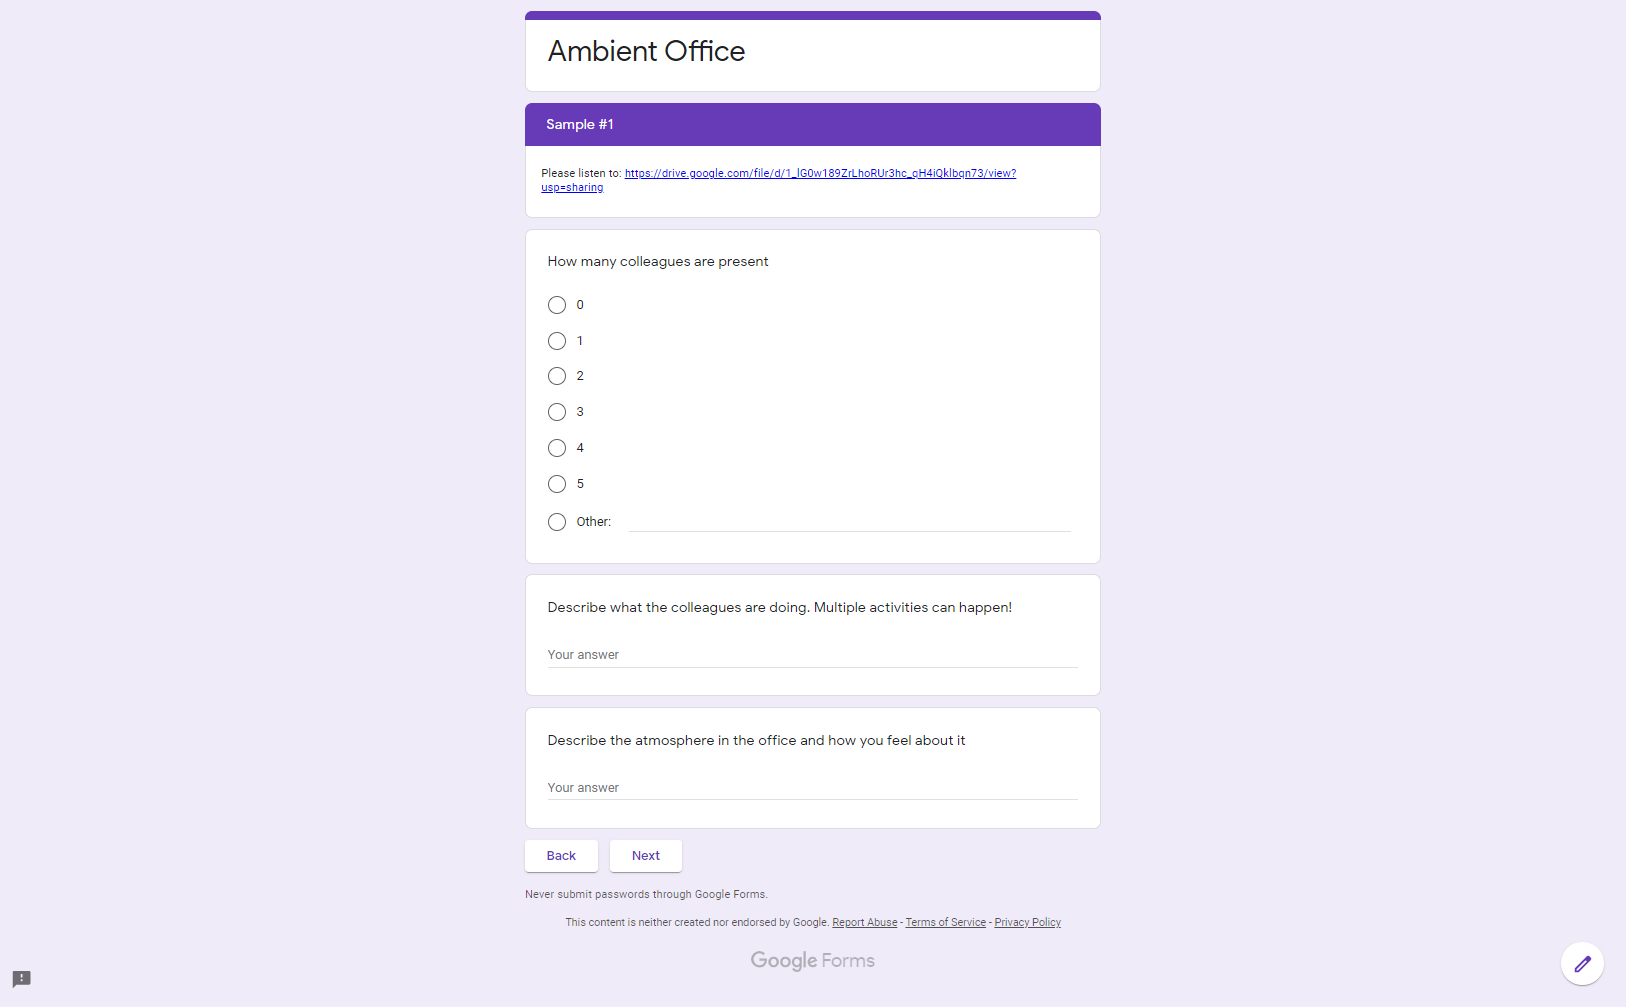 Ambient Office
Sample #1
Please listen to: https://drive.google.com/file/d/1_lG0w189ZrLhoRUr3hc_qH4iQklbqn73/view?
usp=sharing
How many colleagues are present
0
1
2
3
4
5
Other:
Describe what the colleagues are doing. Multiple activities can happen!
Your answer
Describe the atmosphere in the office and how you feel about it
Your answer
Back
Next
Never submit passwords through Google Forms.
This content is neither created nor endorsed by Google. Report Abuse - Terms of Service - Privacy Policy
Google Forms